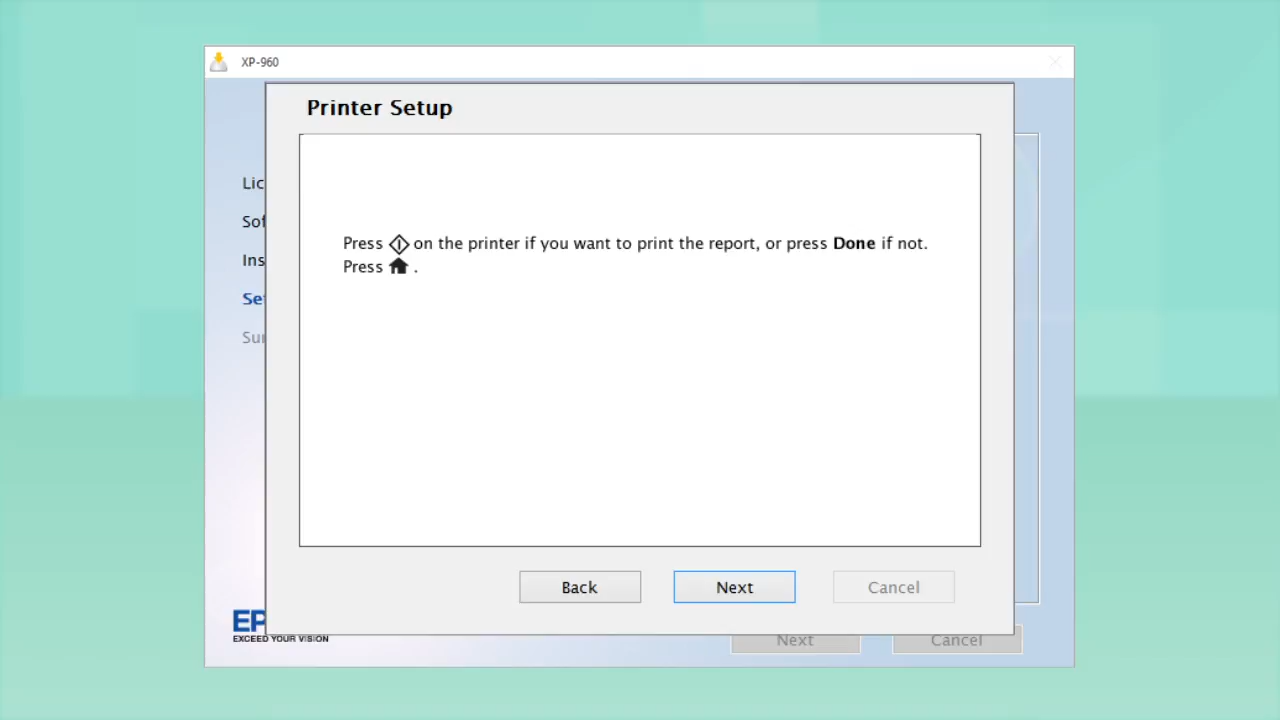 XP-960
Printer Setup
Lic
Sof
Ins
Se
Sur
Press on the printer if you want to print the report, or press Done if not.
Press .
Back
Next
Cancel
EP
EXCEED YOUR VISION
Next
Cancel